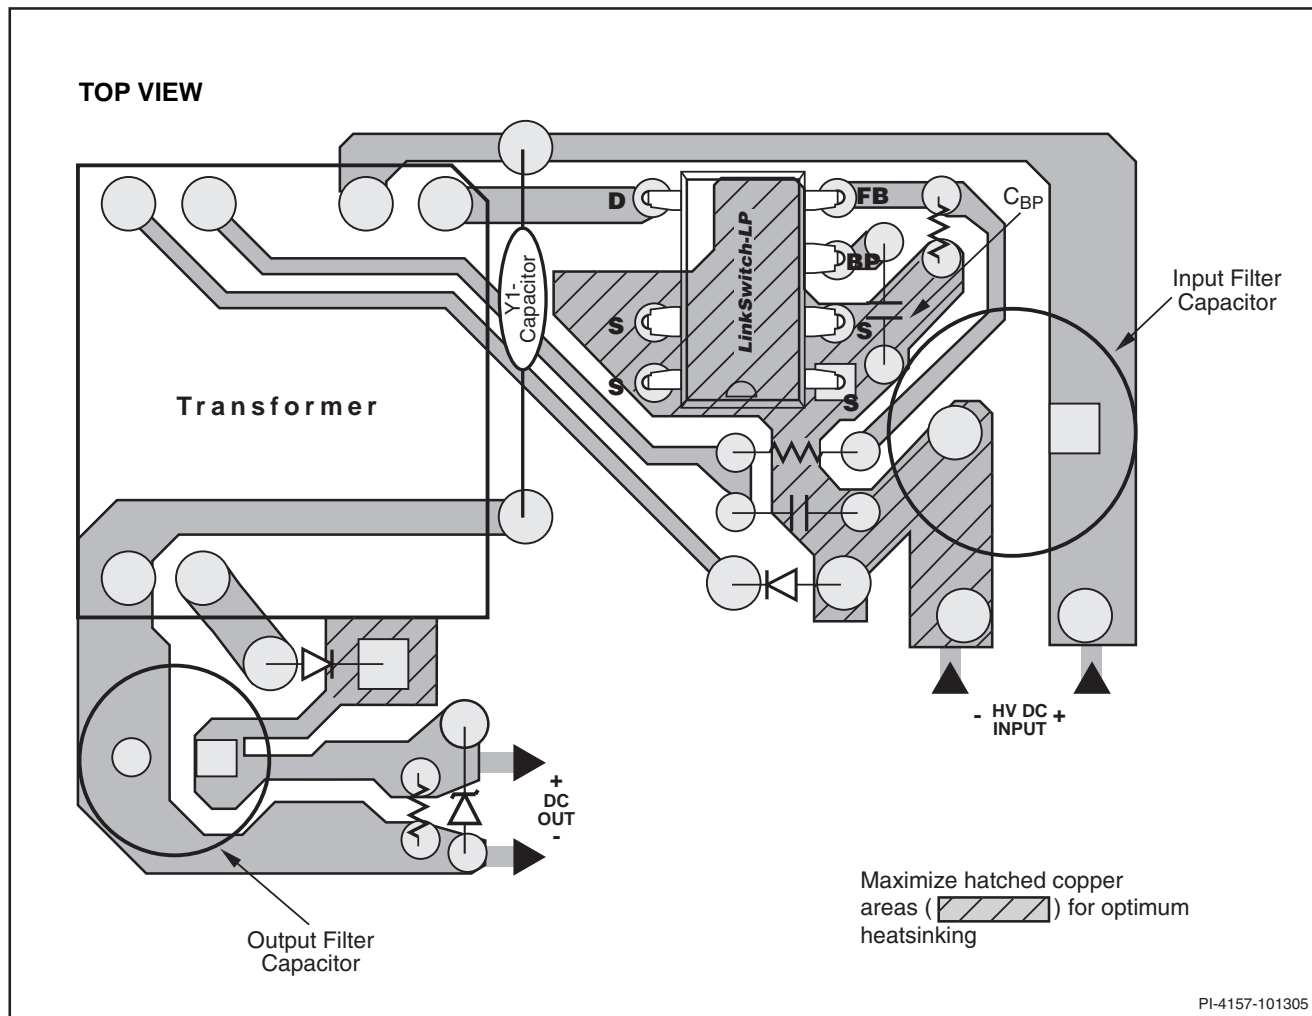 TOP VIEW
D
FB
C_BP
BP
LinkSwitch-LP
Y1-
Capacitor
Input Filter
Capacitor
S
S
S
S
Transformer
- HV DC +
INPUT
+
DC
OUT
-
Maximize hatched copper
areas ( ) for optimum
heatsinking
Output Filter
Capacitor
PI-4157-101305